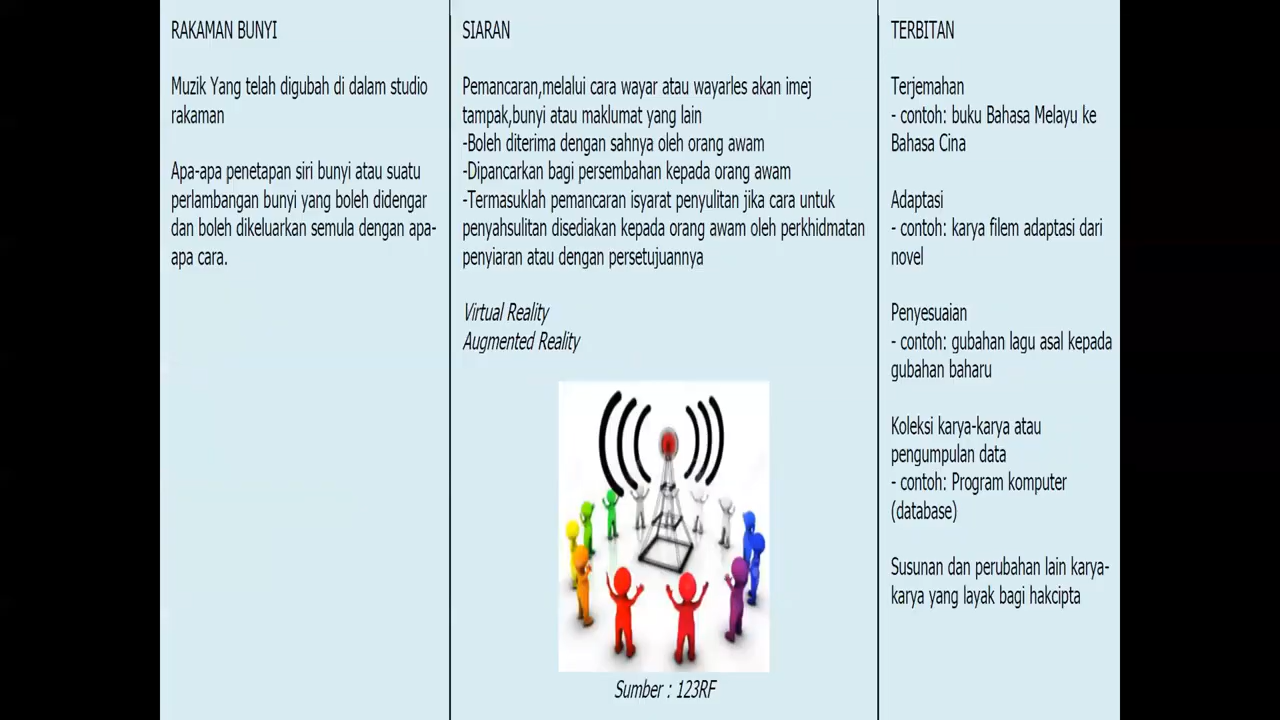 RAKAMAN BUNYI
Muzik Yang telah digubah di dalam studio
rakaman
Apa-apa penetapan siri bunyi atau suatu
perlambangan bunyi yang boleh didengar
dan boleh dikeluarkan semula dengan apa-
apa cara.
SIARAN
Pemancaran,melalui cara wayar atau wayarles akan imej
tampak,bunyi atau maklumat yang lain
-Boleh diterima dengan sahnya oleh orang awam
-Dipancarkan bagi persembahan kepada orang awam
-Termasuklah pemancaran isyarat penyulitan jika cara untuk
penyahsulitan disediakan kepada orang awam oleh perkhidmatan
penyiaran atau dengan persetujuannya
Virtual Reality
Augmented Reality
Sumber : 123RF
TERBITAN
Terjemahan
- contoh: buku Bahasa Melayu ke
Bahasa Cina
Adaptasi
- contoh: karya filem adaptasi dari
novel
Penyesuaian
- contoh: gubahan lagu asal kepada
gubahan baharu
Koleksi karya-karya atau
pengumpulan data
- contoh: Program komputer
(database)
Susunan dan perubahan lain karya-
karya yang layak bagi hakcipta